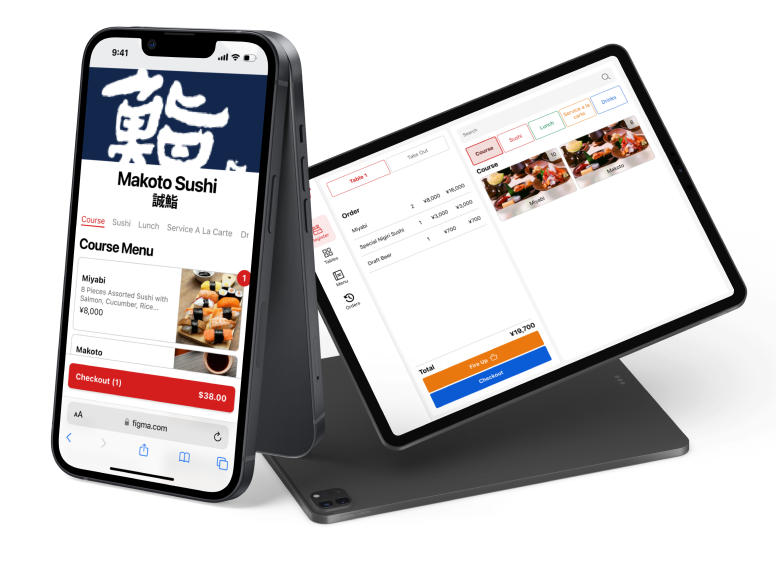 9:41
鮨
Makoto Sushi
誠鮨
Course Sushi Lunch Service A La Carte Dr
Course Menu
Miyabi
8 Pieces Assorted Sushi with
Salmon, Cucumber, Rice...
¥8,000
1
Makoto
Checkout (1) $38.00
AA figma.com
Table 1 Take Out
Order
Miyabi 2 ¥8,000 ¥16,000
Special Nigiri Sushi 1 ¥3,000 ¥3,000
Draft Beer 1 ¥700 ¥700
Register
Tables
Menu
Orders
Total ¥19,700
Fire Up
Checkout
Search
Course Sushi Lunch Service a la
carte Drinks
Course
10
Miyabi
6
Makoto